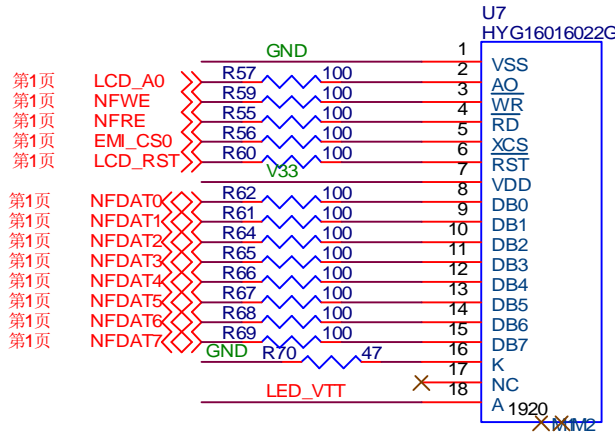 U7
HYG16016022G
GND 1 VSS
第1页 LCD_A0 R57 100 2 AO
第1页 NFWE R59 100 3 WR
第1页 NFRE R55 100 4 RD
第1页 EMI_CS0 R56 100 5 XCS
第1页 LCD_RST R60 100 6 RST
V33 7 VDD
第1页 NFDAT0 R62 100 8 DB0
第1页 NFDAT1 R61 100 9 DB1
第1页 NFDAT2 R64 100 10 DB2
第1页 NFDAT3 R65 100 11 DB3
第1页 NFDAT4 R66 100 12 DB4
第1页 NFDAT5 R67 100 13 DB5
第1页 NFDAT6 R68 100 14 DB6
第1页 NFDAT7 R69 100 15 DB7
GND R70 47 16 K
17 NC
LED_VTT 18 A
1920
M1M2